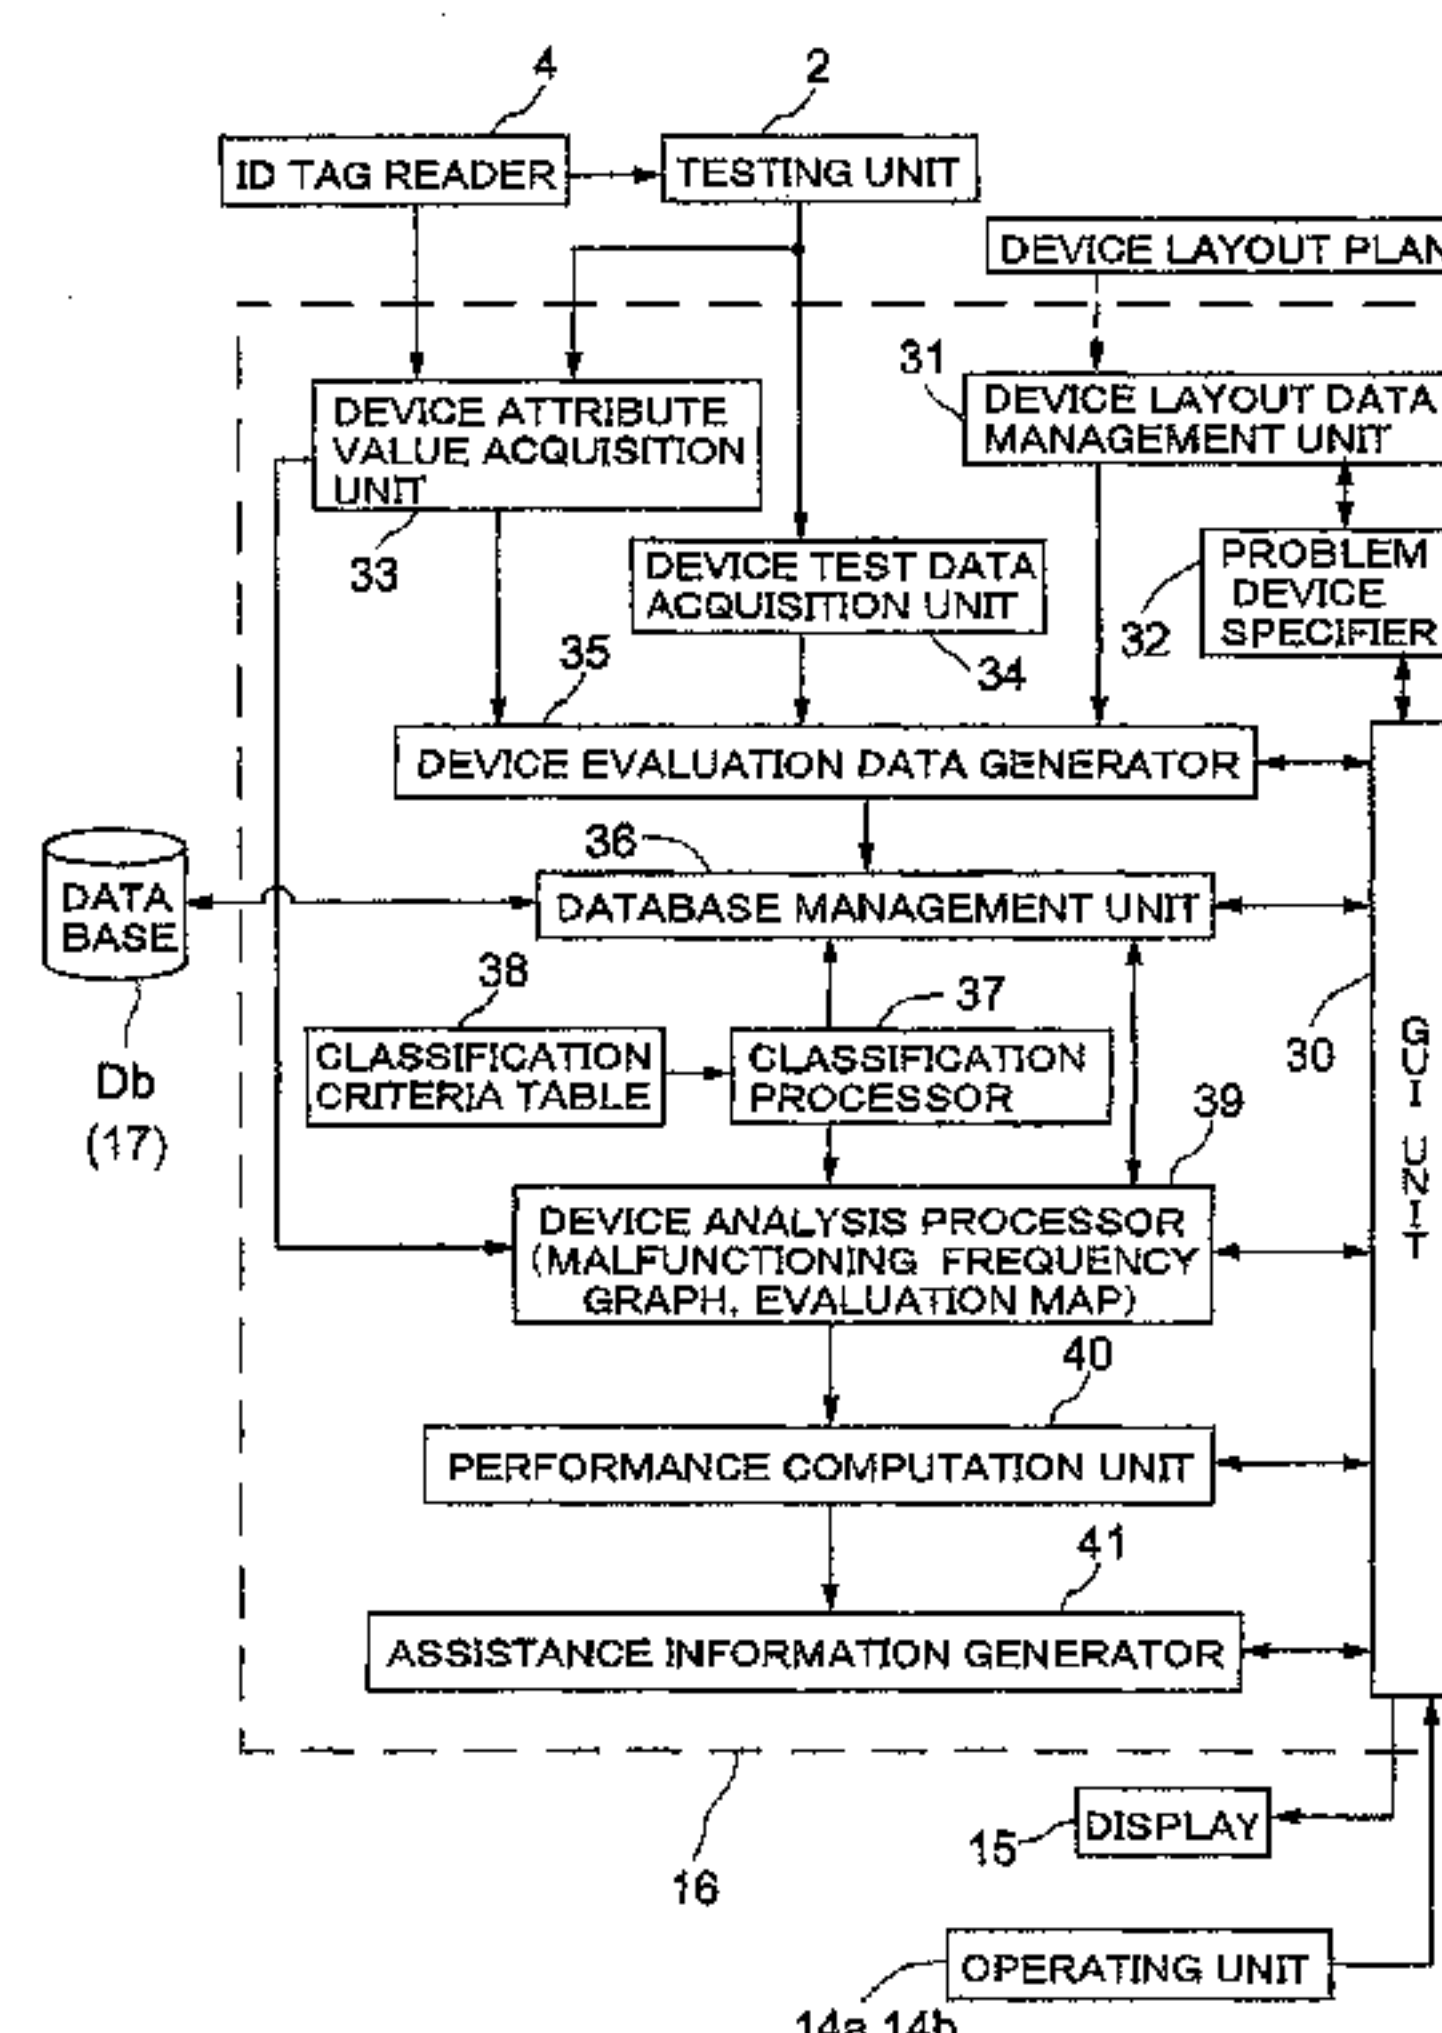 4
2
ID TAG READER
TESTING UNIT
DEVICE LAYOUT PLAN
31
DEVICE ATTRIBUTE
VALUE ACQUISITION
UNIT
DEVICE LAYOUT DATA
MANAGEMENT UNIT
33
DEVICE TEST DATA
ACQUISITION UNIT
PROBLEM
DEVICE
SPECIFIER
32
35
34
DEVICE EVALUATION DATA GENERATOR
36
DATA
BASE
DATABASE MANAGEMENT UNIT
38
37
30
GUI UNIT
Db
(17)
CLASSIFICATION
CRITERIA TABLE
CLASSIFICATION
PROCESSOR
39
DEVICE ANALYSIS PROCESSOR
(MALFUNCTIONING FREQUENCY
GRAPH, EVALUATION MAP)
40
PERFORMANCE COMPUTATION UNIT
41
ASSISTANCE INFORMATION GENERATOR
16
15
DISPLAY
OPERATING UNIT
14a, 14b